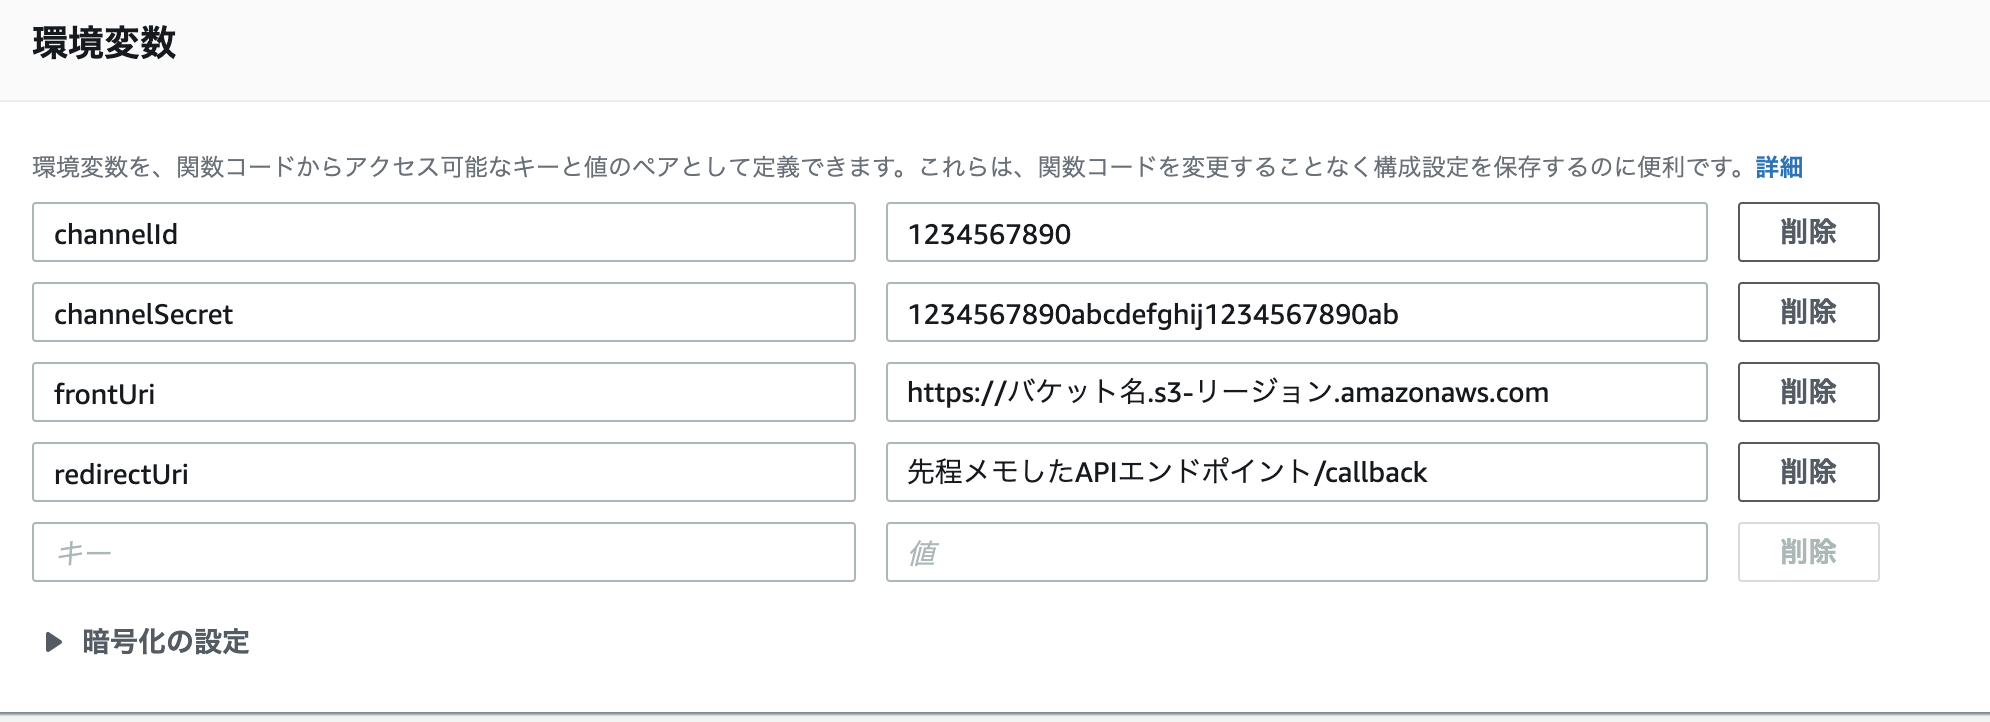 環境変数
環境変数を、関数コードからアクセス可能なキーと値のペアとして定義できます。これらは、関数コードを変更することなく構成設定を保存するのに便利です。詳細
channelId 1234567890 削除
channelSecret 1234567890abcdefghij1234567890ab 削除
frontUri https://バケット名.s3-リージョン.amazonaws.com 削除
redirectUri 先程メモしたAPIエンドポイント/callback 削除
キー 値 削除
暗号化の設定